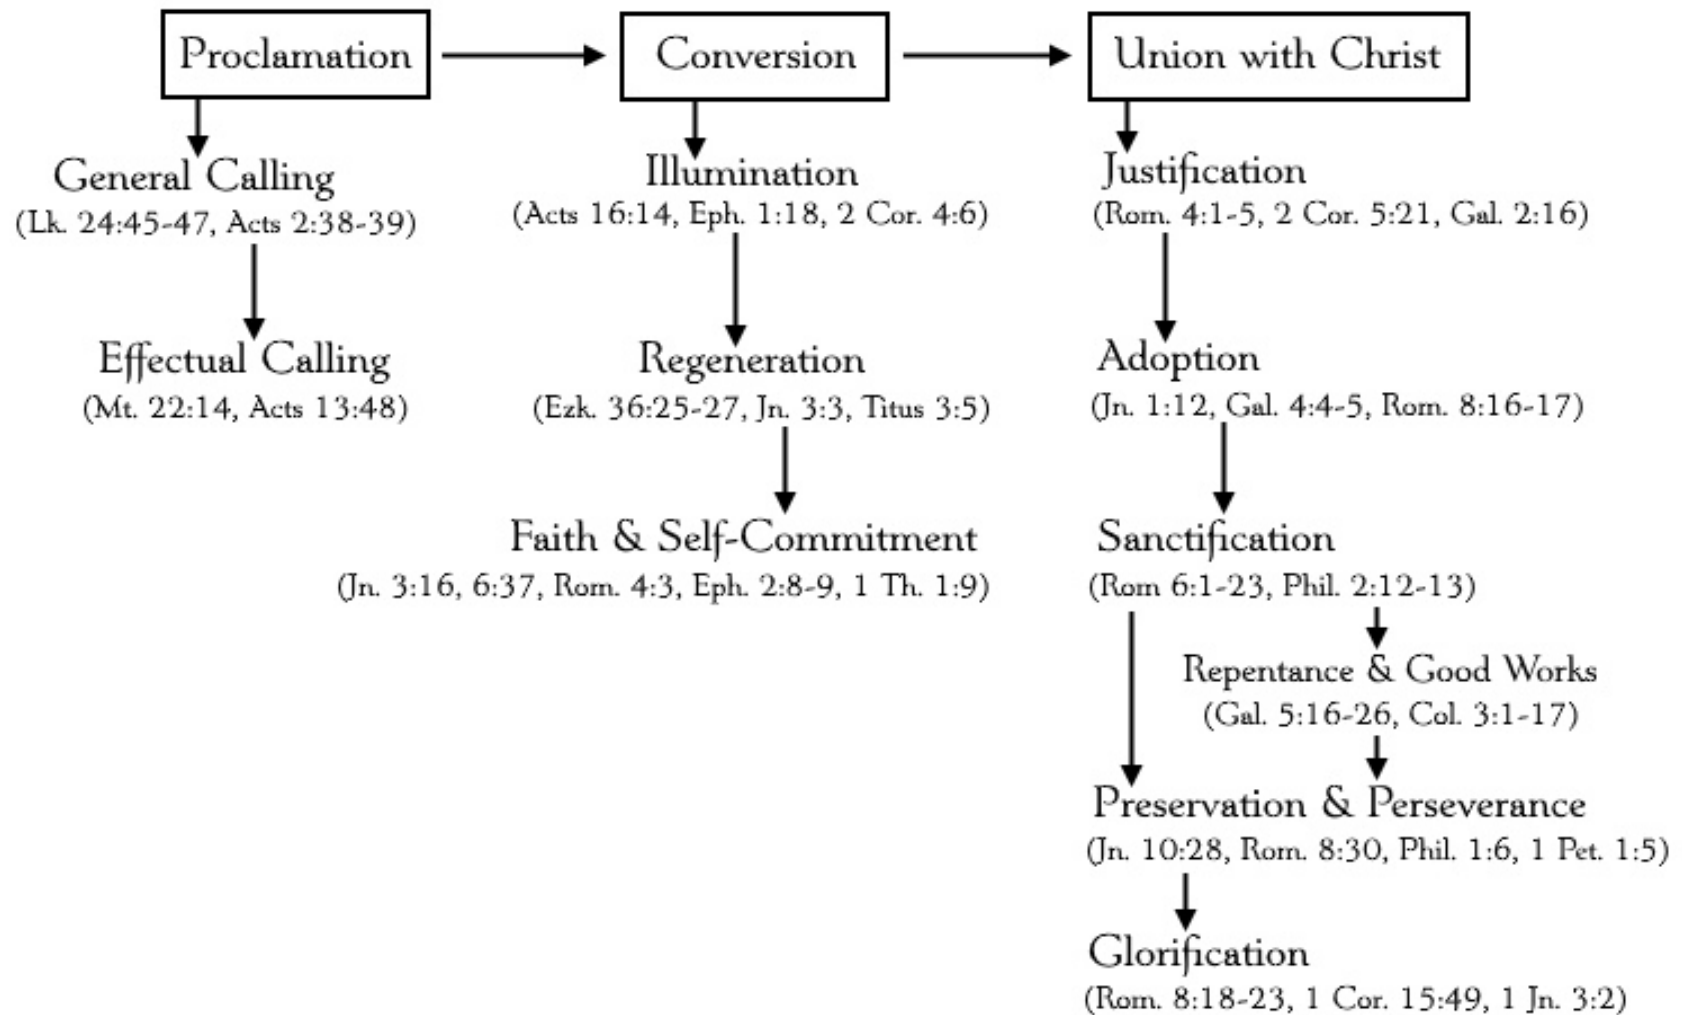 Proclamation
General Calling
(Lk. 24:45-47, Acts 2:38-39)
Effectual Calling
(Mt. 22:14, Acts 13:48)
Conversion
Illumination
(Acts 16:14, Eph. 1:18, 2 Cor. 4:6)
Regeneration
(Ezk. 36:25-27, Jn. 3:3, Titus 3:5)
Faith & Self-Commitment
(Jn. 3:16, 6:37, Rom. 4:3, Eph. 2:8-9, 1 Th. 1:9)
Union with Christ
Justification
(Rom. 4:1-5, 2 Cor. 5:21, Gal. 2:16)
Adoption
(Jn. 1:12, Gal. 4:4-5, Rom. 8:16-17)
Sanctification
(Rom 6:1-23, Phil. 2:12-13)
Repentance & Good Works
(Gal. 5:16-26, Col. 3:1-17)
Preservation & Perseverance
(Jn. 10:28, Rom. 8:30, Phil. 1:6, 1 Pet. 1:5)
Glorification
(Rom. 8:18-23, 1 Cor. 15:49, 1 Jn. 3:2)